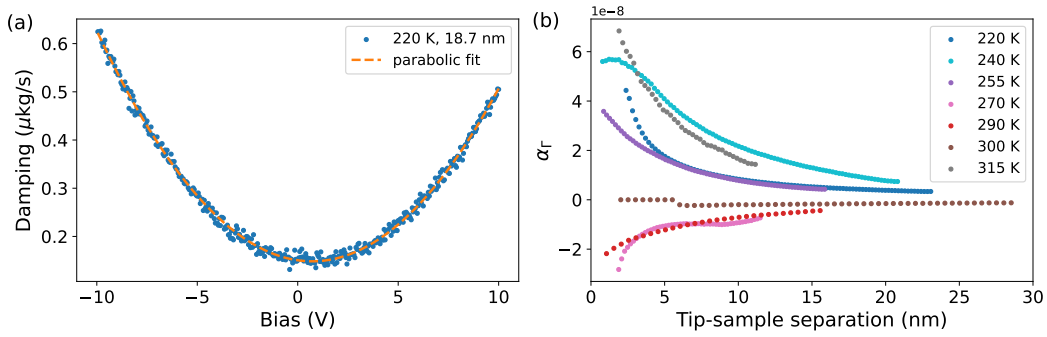 (a)
Damping (μkg/s)
0.6
0.5
0.4
0.3
0.2
220 K, 18.7 nm
parabolic fit
−10
−5
0
5
10
Bias (V)
(b)
1e−8
α_Γ
6
4
2
0
−2
220 K
240 K
255 K
270 K
290 K
300 K
315 K
0
5
10
15
20
25
30
Tip-sample separation (nm)